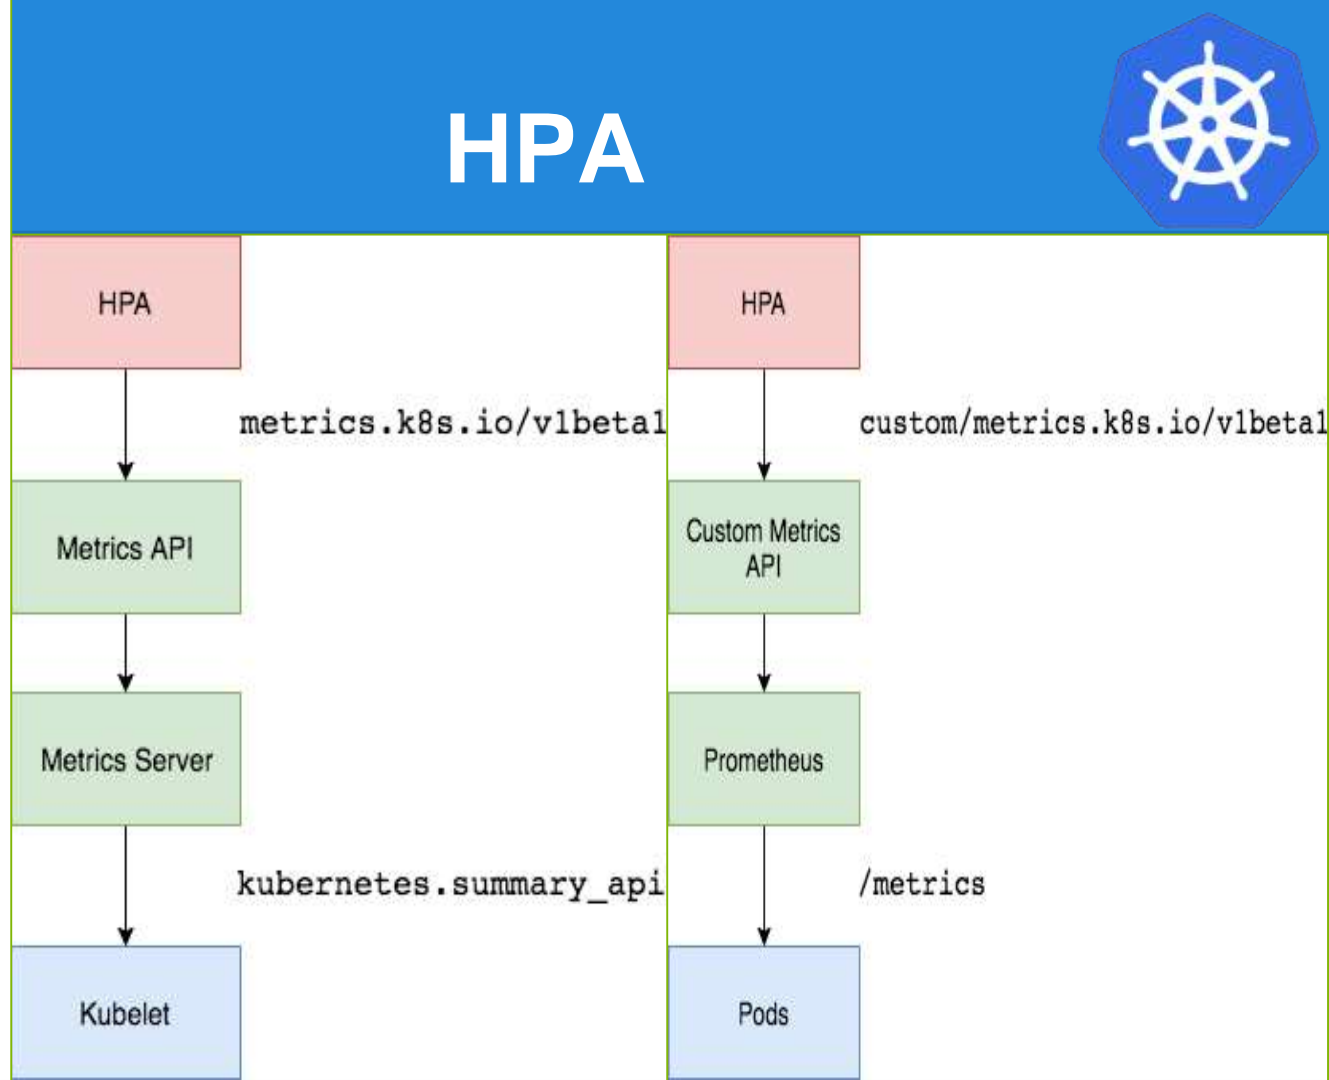 HPA
HPA
metrics.k8s.io/v1beta1
Metrics API
Metrics Server
kubernetes.summary_api
Kubelet
HPA
custom/metrics.k8s.io/v1beta1
Custom Metrics
API
Prometheus
/metrics
Pods